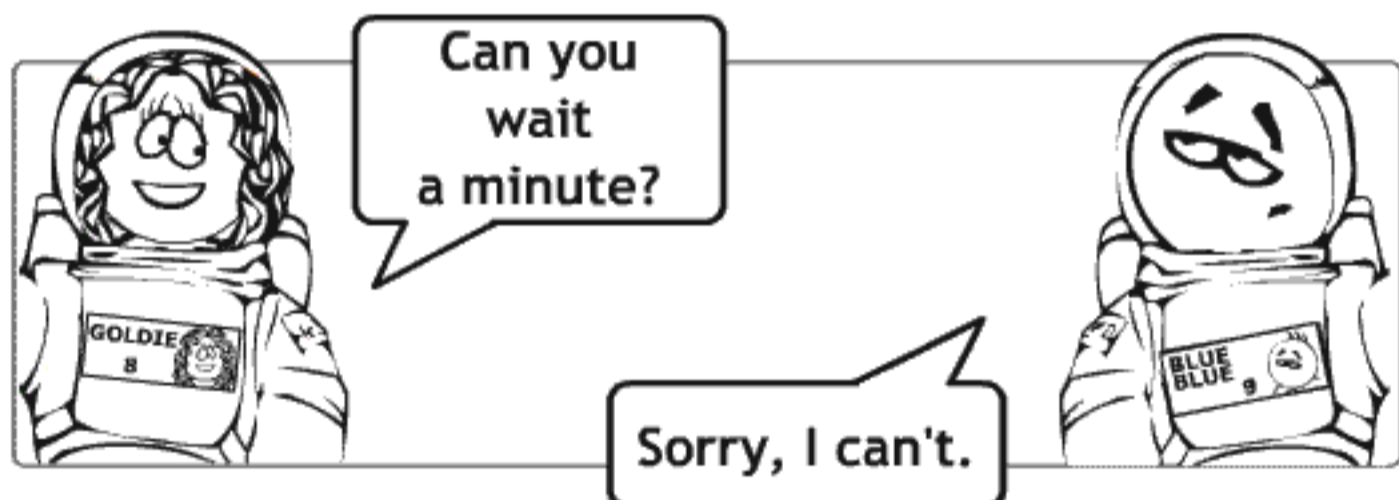 Can you
wait
a minute?
GOLDIE
8
BLUE
BLUE 9
Sorry, I can't.